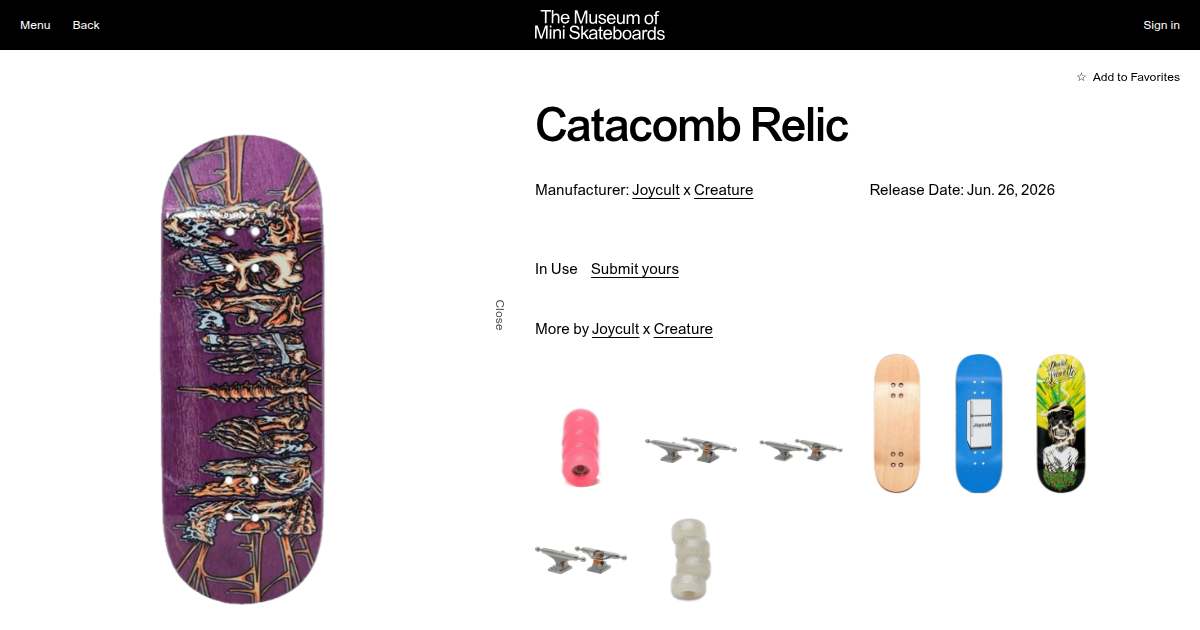 Menu
Back
The Museum of
Mini Skateboards
Sign in
☆ Add to Favorites
Catacomb Relic
Manufacturer: Joycult x Creature
Release Date: Jun. 26, 2026
In Use
Submit yours
Close
More by Joycult x Creature
Joycult